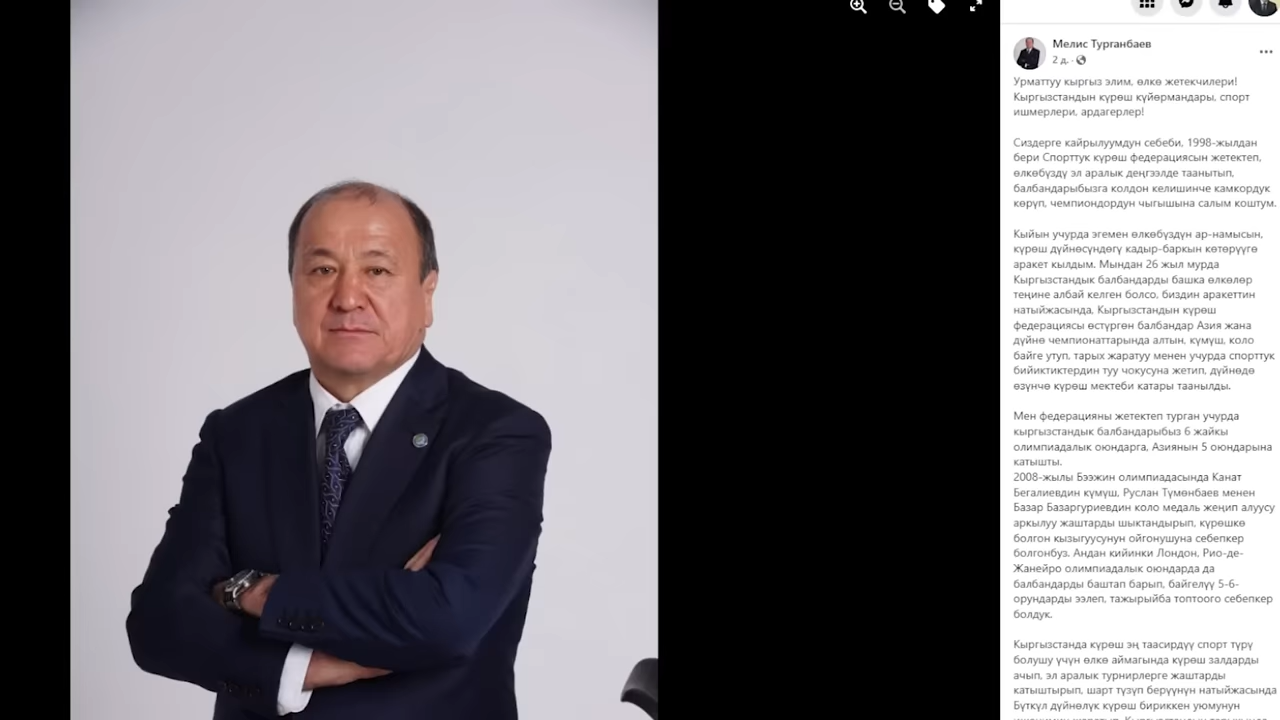 Мелис Турганбаев
2 д. ·
Урматтуу кыргыз элим, өлкө жетекчилери!
Кыргызстандын күрөш күйөрмандары, спорт
ишмерлери, ардагерлер!
Сиздерге кайрылуумдун себеби, 1998-жылдан
бери Спорттук күрөш федерациясын жетектеп,
өлкөбүздү эл аралык деңгээлде таанытып,
балбандарыбызга колдон келишинче камкордук
көрүп, чемпиондордун чыгышына салым коштум.
Кыйын учурда эгемен өлкөбүздүн ар-намысын,
күрөш дүйнөсүндөгү кадыр-баркын көтөрүүгө
аракет кылдым. Мындан 26 жыл мурда
Кыргызстандык балбандарды башка өлкөлөр
теңине албай келген болсо, биздин аракеттин
натыйжасында, Кыргызстандын күрөш
федерациясы өстүргөн балбандар Азия жана
дүйнө чемпионаттарында алтын, күмүш, коло
байге утуп, тарых жаратуу менен учурда спорттук
бийиктиктердин туу чокусуна жетип, дүйнөдө
өзүнчө күрөш мектеби катары таанылды.
Мен федерацияны жетектеп турган учурда
кыргызстандык балбандарыбыз 6 жайкы
олимпиадалык оюндарга, Азиянын 5 оюндарына
катышты.
2008-жылы Бээжин олимпиадасында Канат
Бегалиевдин күмүш, Руслан Түмөнбаев менен
Базар Базаргуриевдин коло медаль жеңип алуусу
аркылуу жаштарды шыктандырып, күрөшкө
болгон кызыгуусунун ойгонушуна себепкер
болгонбуз. Андан кийинки Лондон, Рио-де-
Жанейро олимпиадалык оюндарда да
балбандарды баштап барып, байгелүү 5-6-
орундарды ээлеп, тажырыйба топтоого себепкер
болдук.
Кыргызстанда күрөш эң таасирдүү спорт түрү
болушу үчүн өлкө аймагында күрөш залдарды
ачып, эл аралык турнирлерге жаштарды
катыштырып, шарт түзүп берүүнүн натыйжасында
Бүткүл дүйнөлүк күрөш бириккен уюмунун